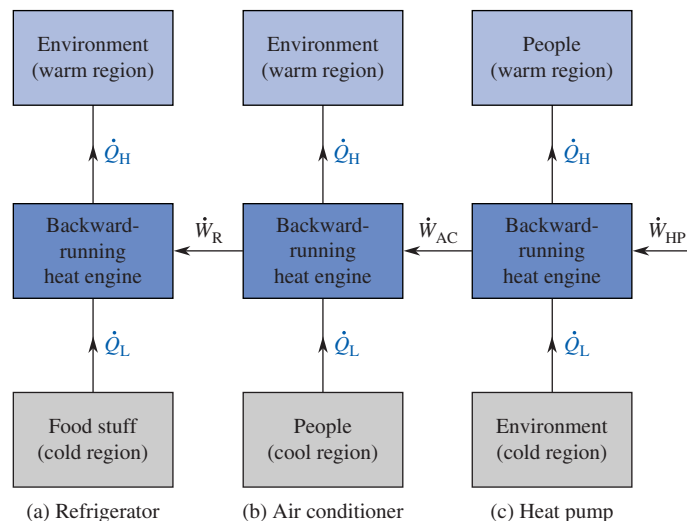 Environment
(warm region)
Environment
(warm region)
People
(warm region)
Q̇H
Q̇H
Q̇H
Backward-
running
heat engine
ẆR
Backward-
running
heat engine
ẆAC
Backward-
running
heat engine
ẆHP
Q̇L
Q̇L
Q̇L
Food stuff
(cold region)
People
(cool region)
Environment
(cold region)
(a) Refrigerator
(b) Air conditioner
(c) Heat pump